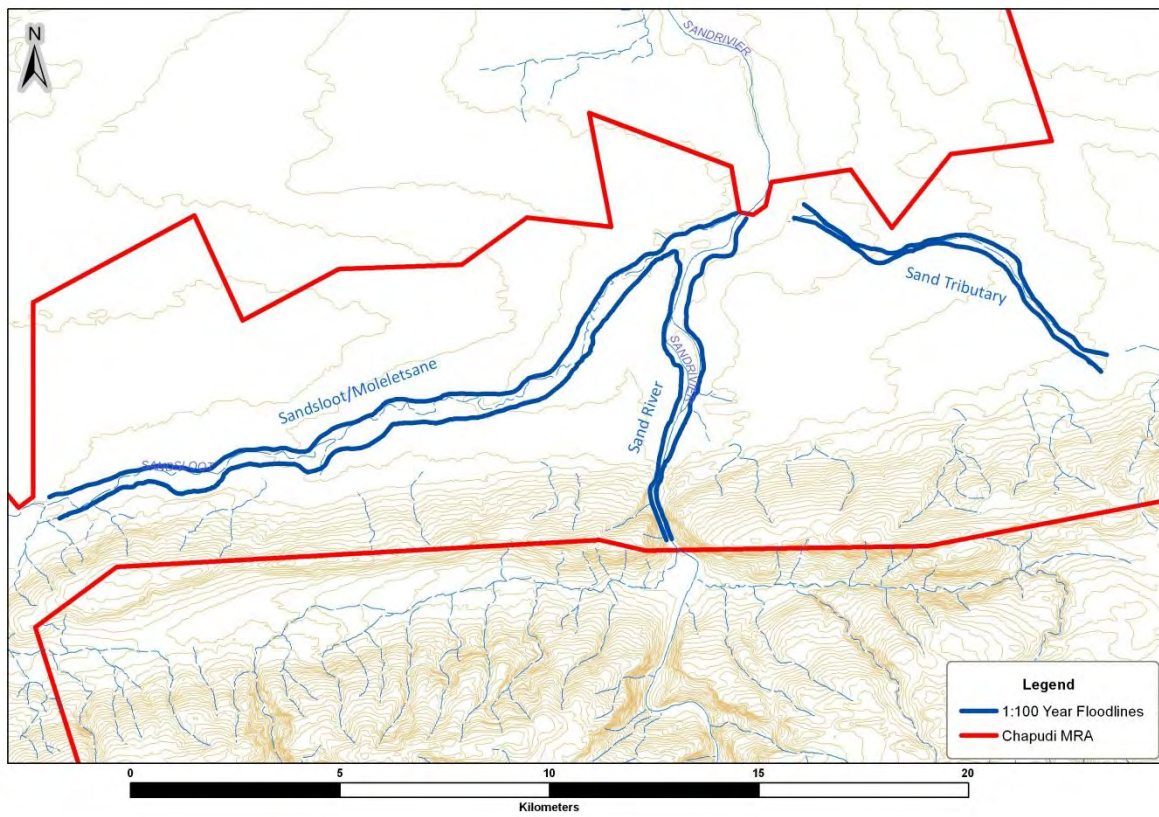 N
SANDRIVIER
Sand Tributary
Sandsloot/Moleletsane
SANDRIVIER
Sand River
SANDSLOOT
Legend
1:100 Year Floodlines
Chapudi MRA
0 5 10 15 20
Kilometers